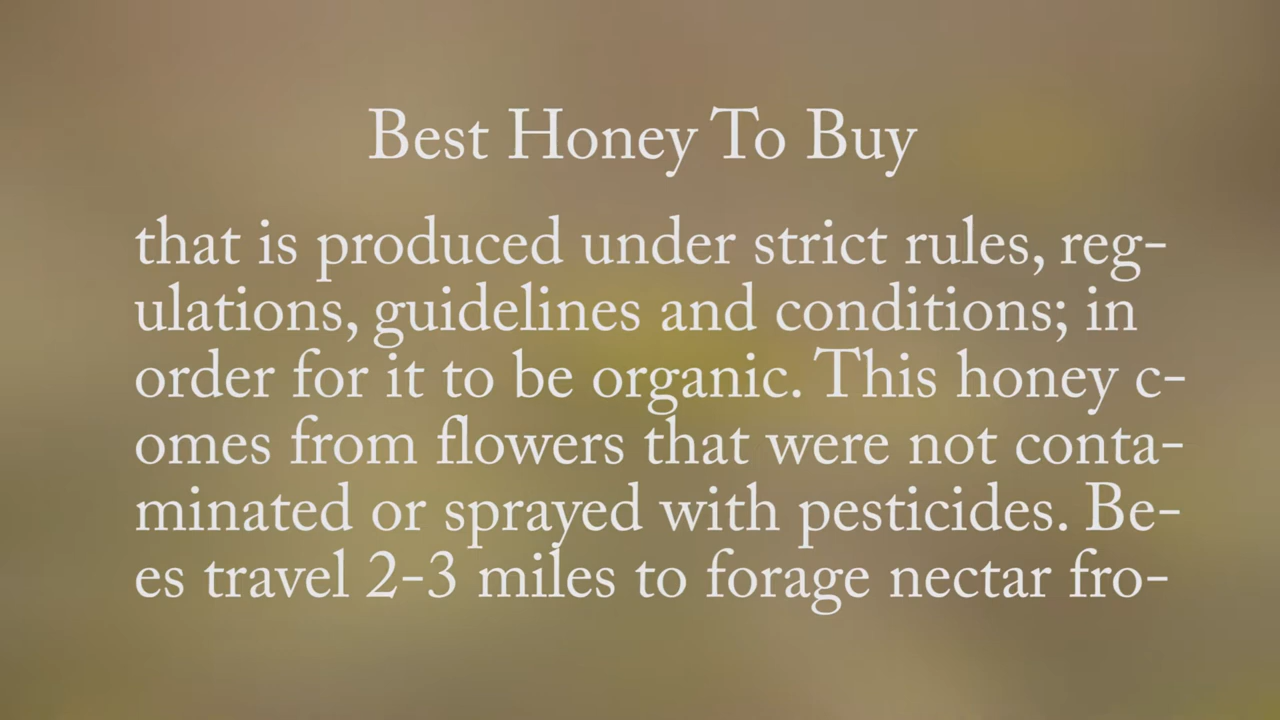 Best Honey To Buy
that is produced under strict rules, reg-
ulations, guidelines and conditions; in
order for it to be organic. This honey c-
omes from flowers that were not conta-
minated or sprayed with pesticides. Be-
es travel 2-3 miles to forage nectar fro-